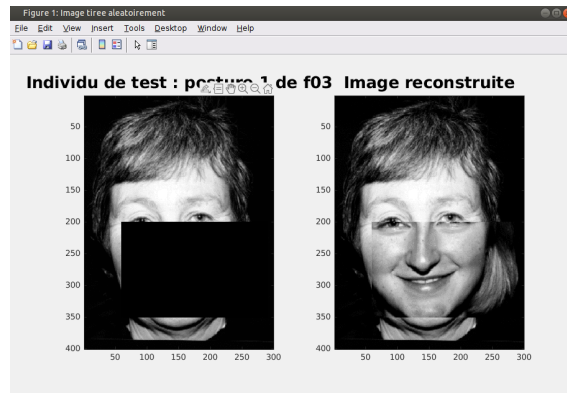 Figure 1: Image tiree aleatoirement
File Edit View Insert Tools Desktop Window Help
Individu de test : posture 1 de f03 Image reconstruite
50 50
100 100
150 150
200 200
250 250
300 300
350 350
400 400
50 100 150 200 250 300 50 100 150 200 250 300